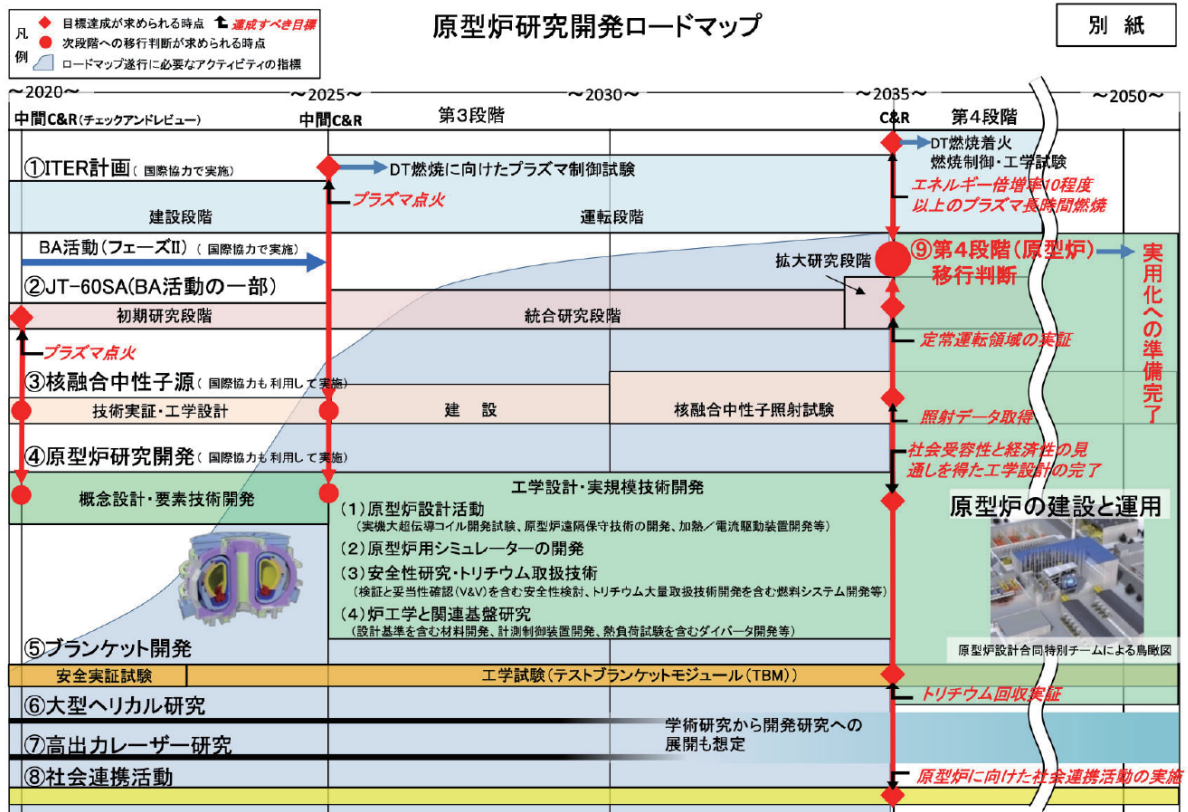 原型炉研究開発ロードマップ
別 紙
凡例
目標達成が求められる時点 達成すべき目標
次段階への移行判断が求められる時点
ロードマップ遂行に必要なアクティビティの指標
～2020～ ～2025～ ～2030～ ～2035～ ～2050～
中間C&R(チェックアンドレビュー) 中間C&R 第3段階 C&R 第4段階
①ITER計画( 国際協力で実施)
DT燃焼に向けたプラズマ制御試験
DT燃焼着火
燃焼制御・工学試験
プラズマ点火
エネルギー倍増率10程度
以上のプラズマ長時間燃焼
建設段階 運転段階
BA活動(フェーズII) ( 国際協力で実施)
⑨第4段階(原型炉)
移行判断
実用化への準備完了
拡大研究段階
②JT-60SA(BA活動の一部)
初期研究段階 統合研究段階
プラズマ点火
定常運転領域の実証
③核融合中性子源( 国際協力も利用して実施)
技術実証・工学設計 建 設 核融合中性子照射試験
照射データ取得
④原型炉研究開発( 国際協力も利用して実施)
社会受容性と経済性の見
通しを得た工学設計の完了
概念設計・要素技術開発
工学設計・実規模技術開発
(1)原型炉設計活動
(実機大超伝導コイル開発試験、原型炉遠隔保守技術の開発、加熱／電流駆動装置開発等)
(2)原型炉用シミュレーターの開発
(3)安全性研究・トリチウム取扱技術
(検証と妥当性確認(V&V)を含む安全性検討、トリチウム大量取扱技術開発を含む燃料システム開発等)
(4)炉工学と関連基盤研究
(設計基準を含む材料開発、計測制御装置開発、熱負荷試験を含むダイバータ開発等)
原型炉の建設と運用
原型炉設計合同特別チームによる鳥瞰図
⑤ブランケット開発
安全実証試験 工学試験(テストブランケットモジュール(TBM))
トリチウム回収実証
⑥大型ヘリカル研究
学術研究から開発研究への
展開も想定
⑦高出力レーザー研究
⑧社会連携活動
原型炉に向けた社会連携活動の実施